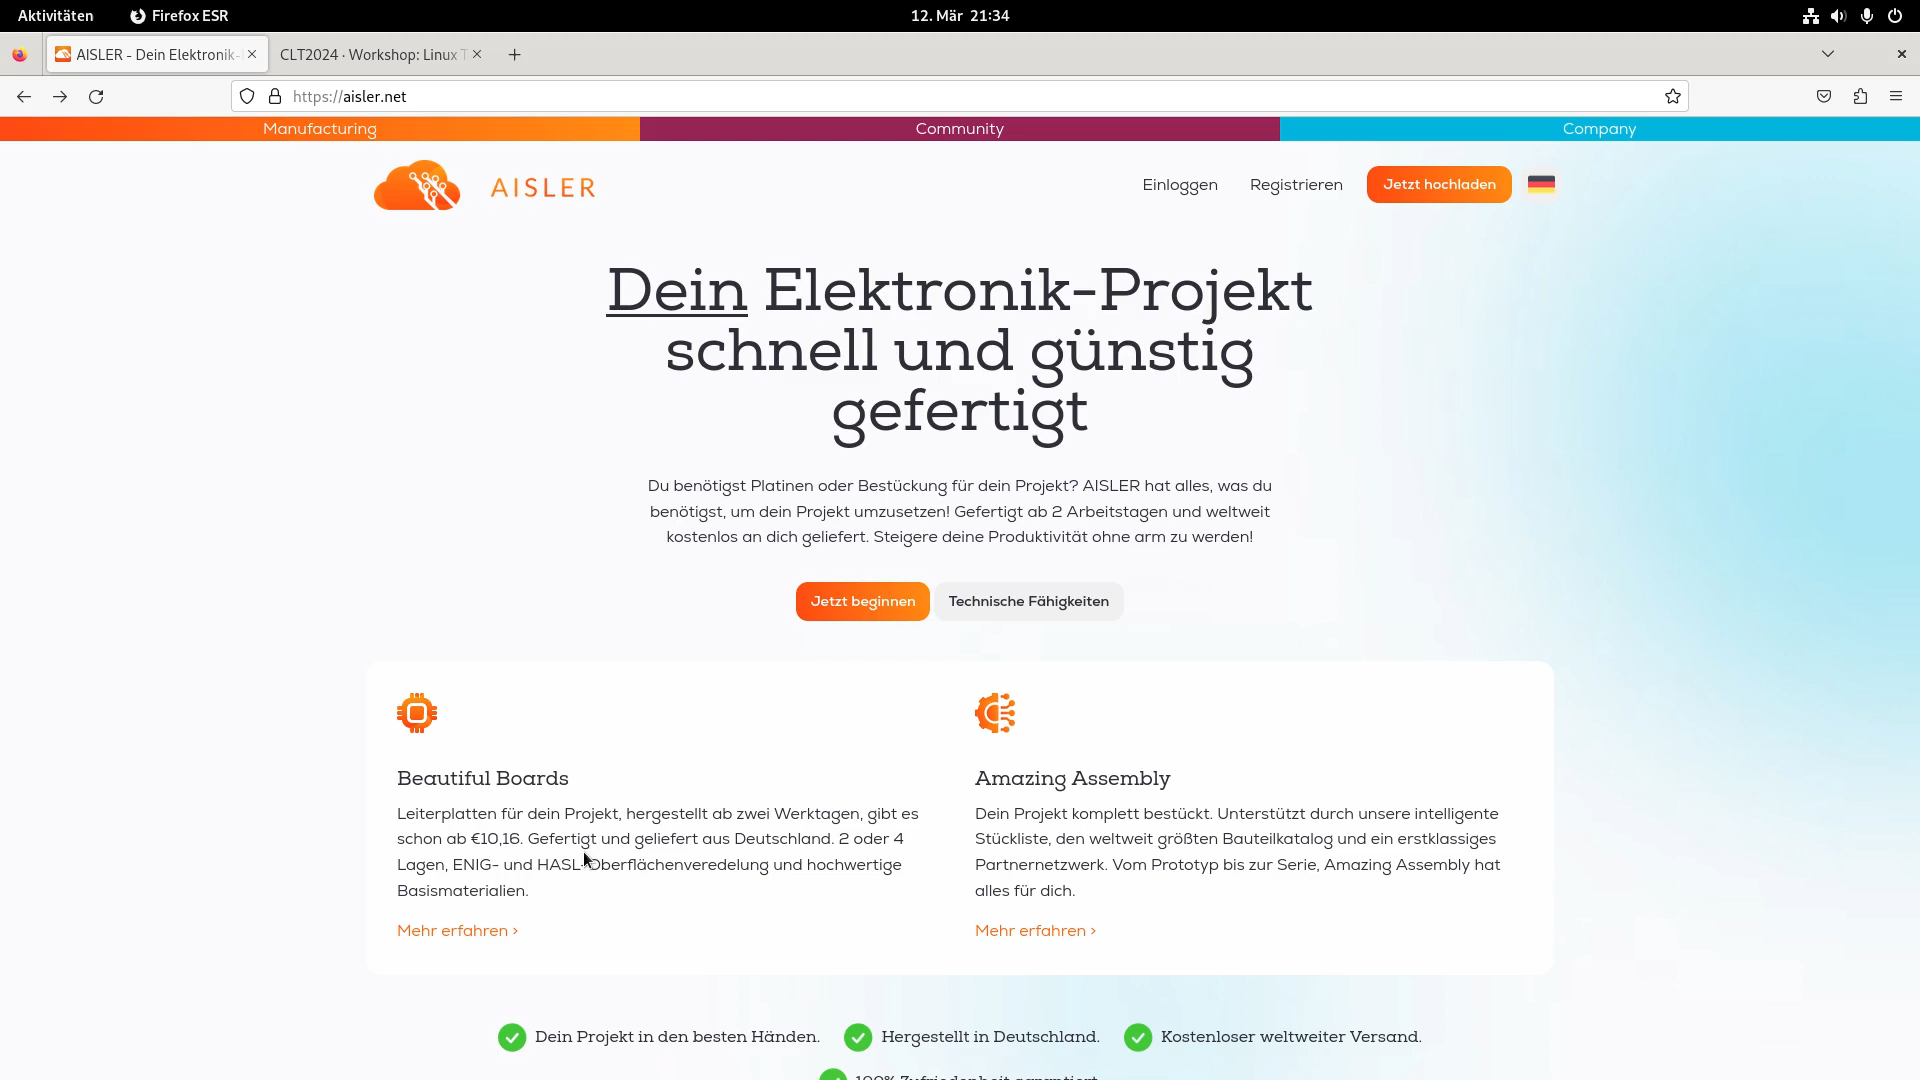 Aktivitäten Firefox ESR 12. Mär 21:34
AISLER - Dein Elektronik- CLT2024 · Workshop: Linux T
https://aisler.net
Manufacturing Community Company
AISLER Einloggen Registrieren Jetzt hochladen
Dein Elektronik-Projekt
schnell und günstig
gefertigt
Du benötigst Platinen oder Bestückung für dein Projekt? AISLER hat alles, was du
benötigst, um dein Projekt umzusetzen! Gefertigt ab 2 Arbeitstagen und weltweit
kostenlos an dich geliefert. Steigere deine Produktivität ohne arm zu werden!
Jetzt beginnen Technische Fähigkeiten
Beautiful Boards
Leiterplatten für dein Projekt, hergestellt ab zwei Werktagen, gibt es
schon ab €10,16. Gefertigt und geliefert aus Deutschland. 2 oder 4
Lagen, ENIG- und HASL-Oberflächenveredelung und hochwertige
Basismaterialien.
Mehr erfahren >
Amazing Assembly
Dein Projekt komplett bestückt. Unterstützt durch unsere intelligente
Stückliste, den weltweit größten Bauteilkatalog und ein erstklassiges
Partnernetzwerk. Vom Prototyp bis zur Serie, Amazing Assembly hat
alles für dich.
Mehr erfahren >
Dein Projekt in den besten Händen. Hergestellt in Deutschland. Kostenloser weltweiter Versand.
100% Zufriedenheit garantiert